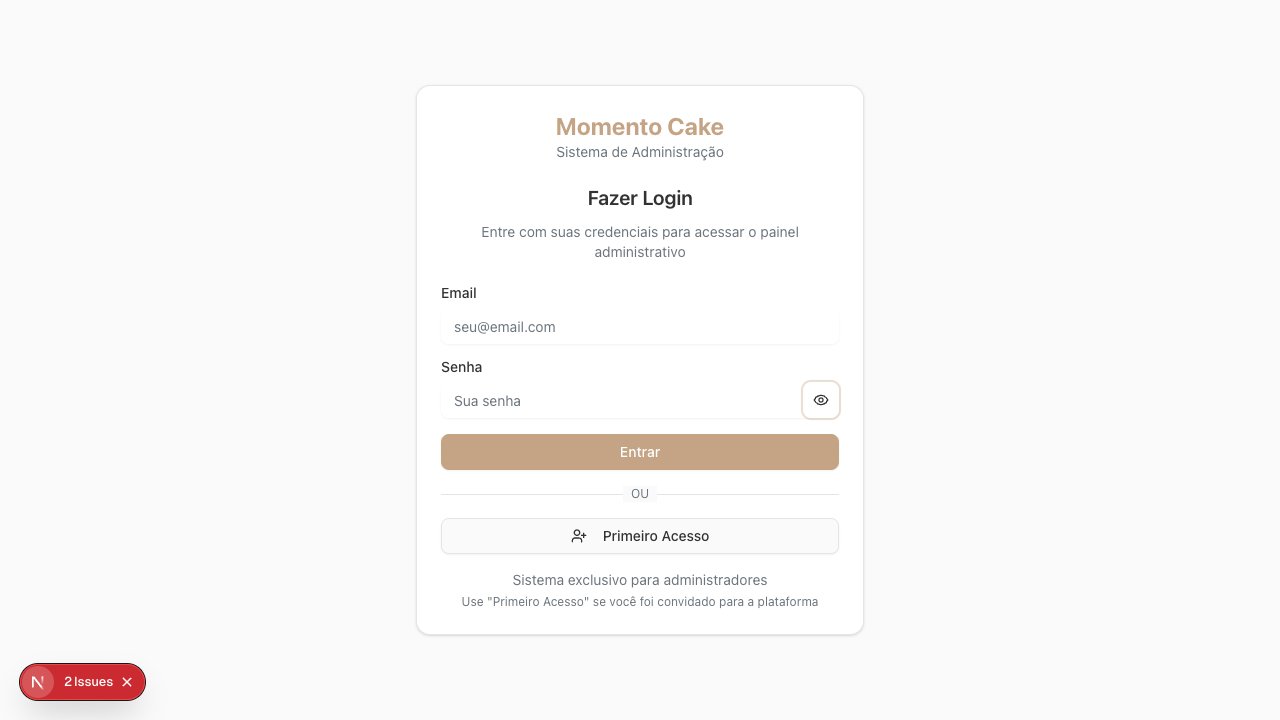 Momento Cake
Sistema de Administração
Fazer Login
Entre com suas credenciais para acessar o painel
administrativo
Email
seu@email.com
Senha
Sua senha
Entrar
OU
Primeiro Acesso
Sistema exclusivo para administradores
Use "Primeiro Acesso" se você foi convidado para a plataforma
N
2 Issues